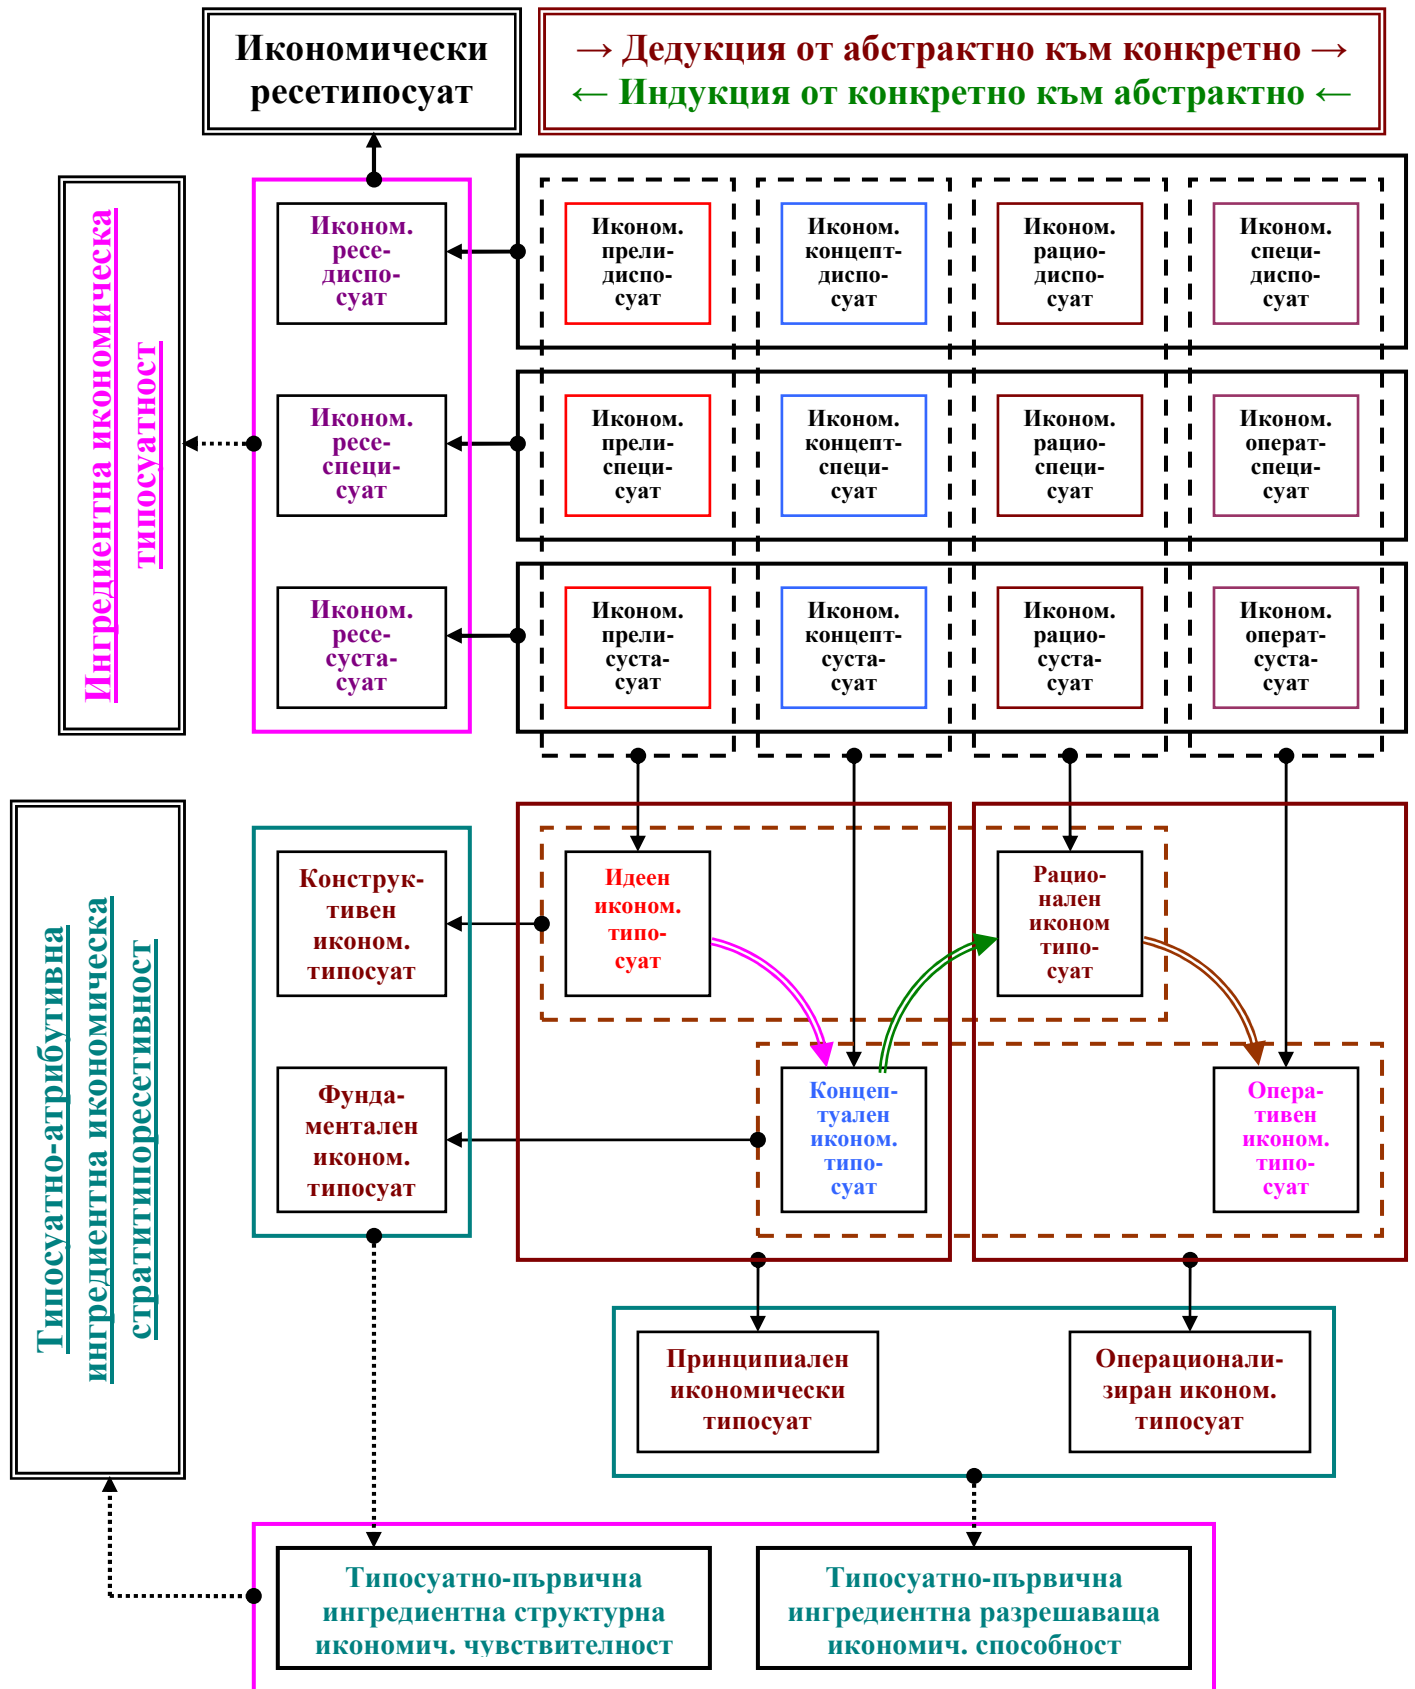 Икономически
ресетипосуат
→ Дедукция от абстрактно към конкретно →
← Индукция от конкретно към абстрактно ←
Ингредиентна икономическа
типосуатност
Иконом.
ресе-
диспо-
суат
Иконом.
прели-
диспо-
суат
Иконом.
концепт-
диспо-
суат
Иконом.
рацио-
диспо-
суат
Иконом.
специ-
диспо-
суат
Иконом.
ресе-
специ-
суат
Иконом.
прели-
специ-
суат
Иконом.
концепт-
специ-
суат
Иконом.
рацио-
специ-
суат
Иконом.
операт-
специ-
суат
Иконом.
ресе-
суста-
суат
Иконом.
прели-
суста-
суат
Иконом.
концепт-
суста-
суат
Иконом.
рацио-
суста-
суат
Иконом.
операт-
суста-
суат
Типосуатно-атрибутивна
ингредиентна икономическа
стратитипоресетивност
Конструк-
тивен
иконом.
типосуат
Идеен
иконом.
типо-
суат
Рацио-
нален
иконом
типо-
суат
Фунда-
ментален
иконом.
типосуат
Концеп-
туален
иконом.
типо-
суат
Опера-
тивен
иконом.
типо-
суат
Принципиален
икономически
типосуат
Операционали-
зиран иконом.
типосуат
Типосуатно-първична
ингредиентна структурна
икономич. чувствителност
Типосуатно-първична
ингредиентна разрешаваща
икономич. способност